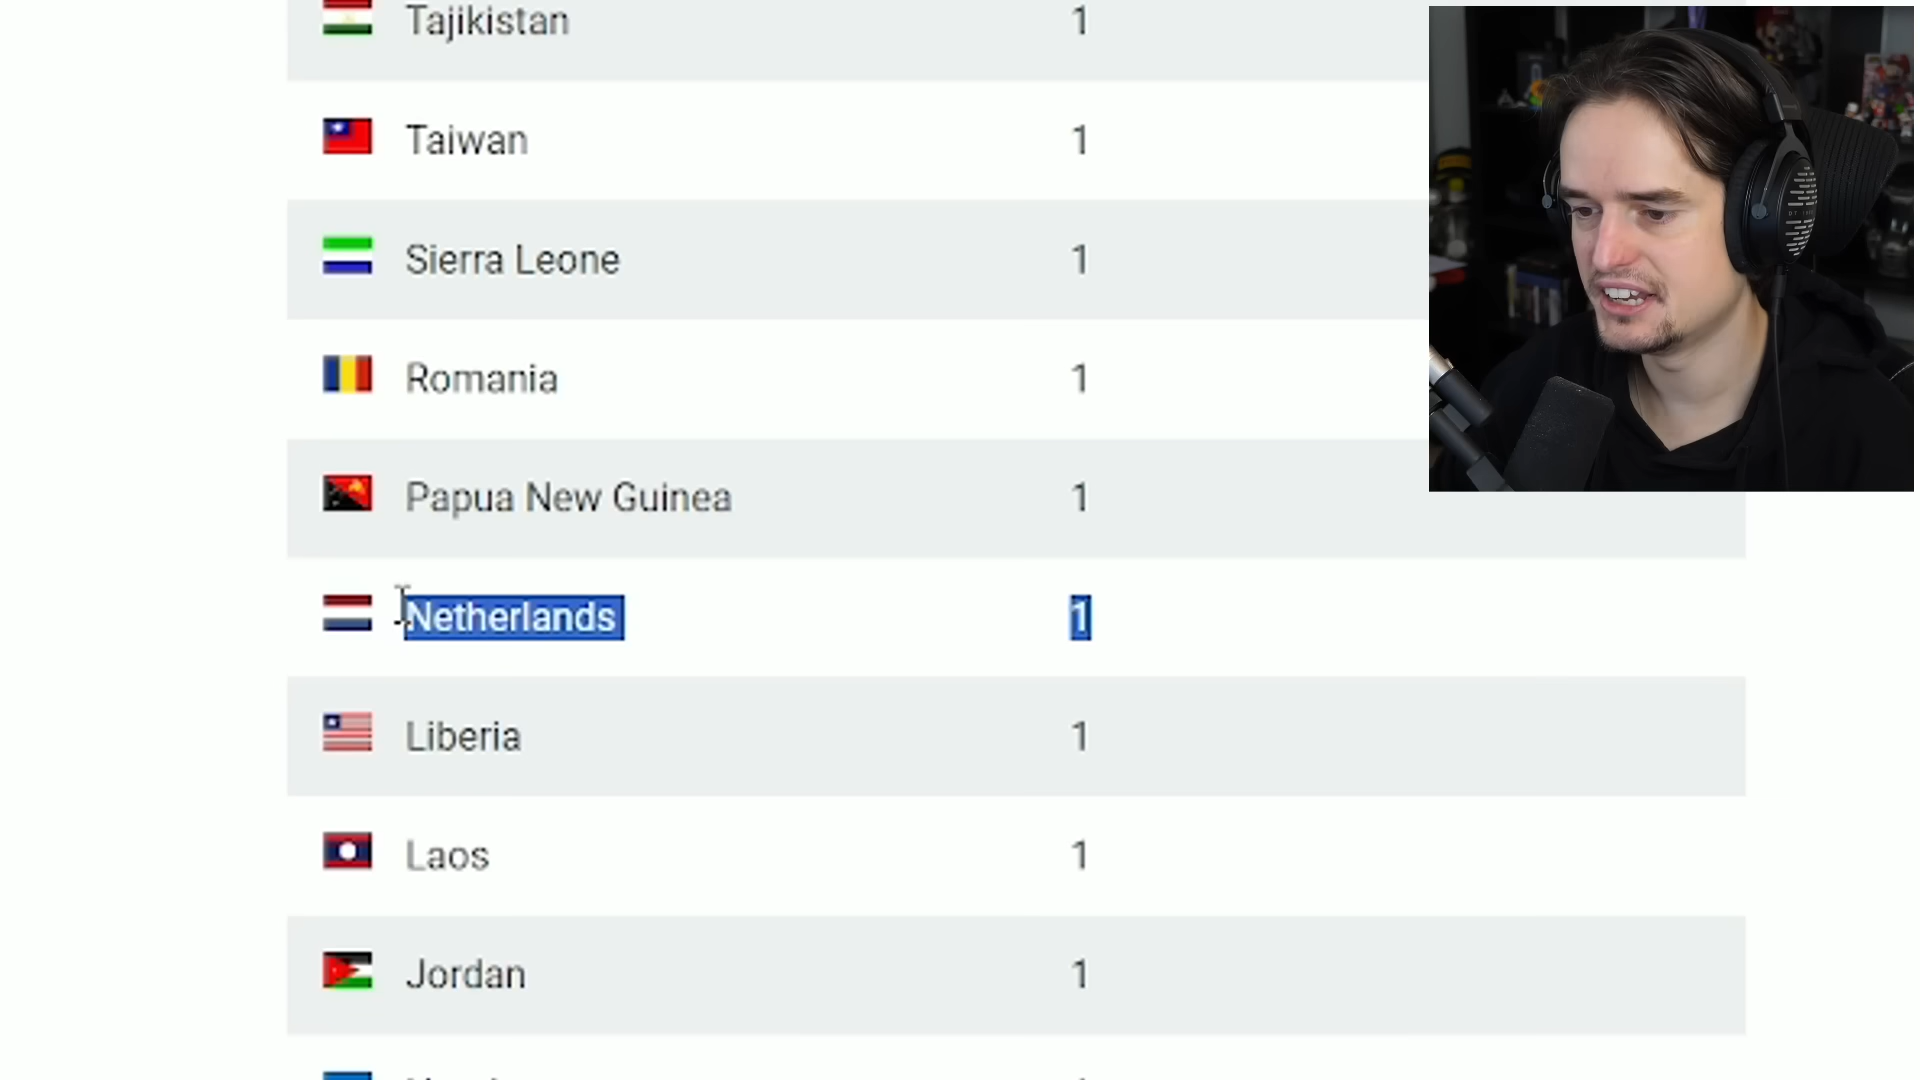 Tajikistan 1
Taiwan 1
Sierra Leone 1
Romania 1
Papua New Guinea 1
Netherlands 1
Liberia 1
Laos 1
Jordan 1